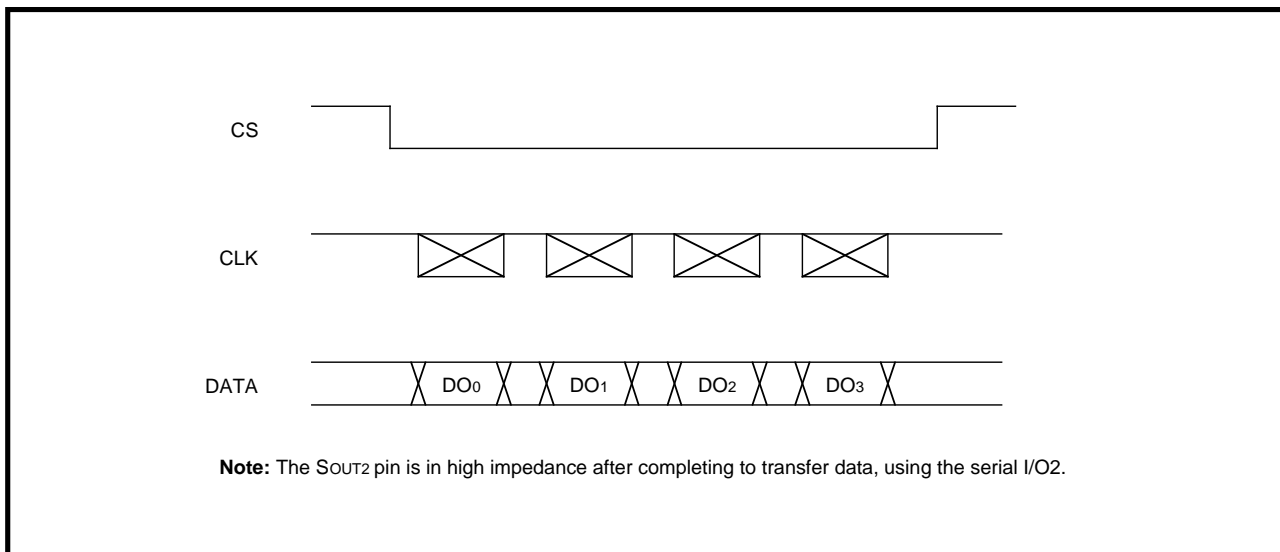 CS
CLK
DATA
DO0
DO1
DO2
DO3
Note: The SOUT2 pin is in high impedance after completing to transfer data, using the serial I/O2.